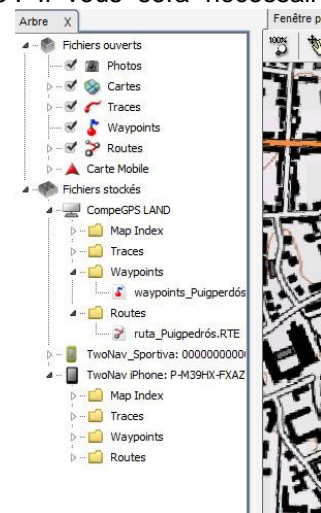 Arbre X
Fenêtre p
100%
Fichiers ouverts
Photos
Cartes
Traces
Waypoints
Routes
Carte Mobile
Fichiers stockés
CompeGPS LAND
Map Index
Traces
Waypoints
waypoints_Puigperdós
Routes
ruta_Puigpedrós.RTE
TwoNav_Sportiva: 0000000000
TwoNav iPhone: P-M39HX-FXAZ
Map Index
Traces
Waypoints
Routes